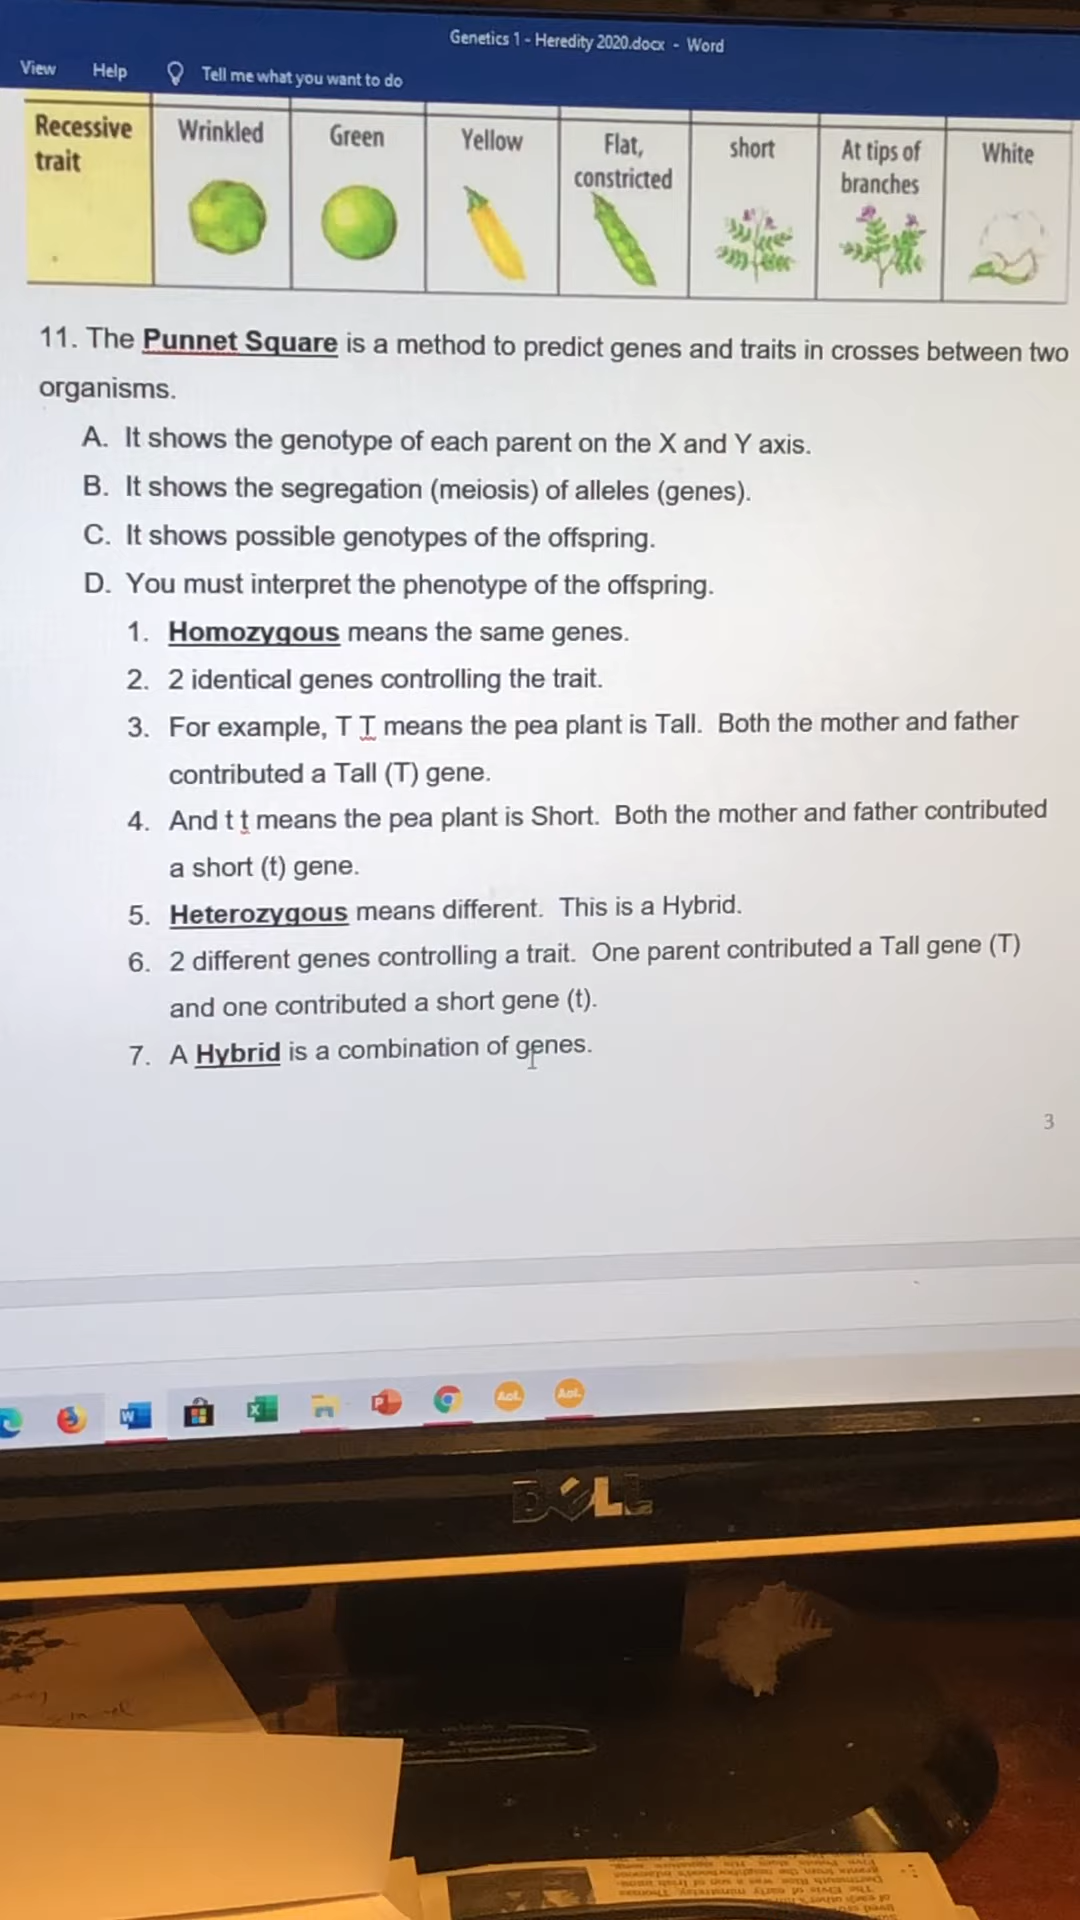 Genetics 1 - Heredity 2020.docx - Word
View Help Tell me what you want to do
Recessive trait
Wrinkled
Green
Yellow
Flat, constricted
short
At tips of branches
White
11. The Punnet Square is a method to predict genes and traits in crosses between two
organisms.
A. It shows the genotype of each parent on the X and Y axis.
B. It shows the segregation (meiosis) of alleles (genes).
C. It shows possible genotypes of the offspring.
D. You must interpret the phenotype of the offspring.
1. Homozygous means the same genes.
2. 2 identical genes controlling the trait.
3. For example, T T means the pea plant is Tall. Both the mother and father
contributed a Tall (T) gene.
4. And t t means the pea plant is Short. Both the mother and father contributed
a short (t) gene.
5. Heterozygous means different. This is a Hybrid.
6. 2 different genes controlling a trait. One parent contributed a Tall gene (T)
and one contributed a short gene (t).
7. A Hybrid is a combination of genes.
3
W X P Aol. Aol.
DELL